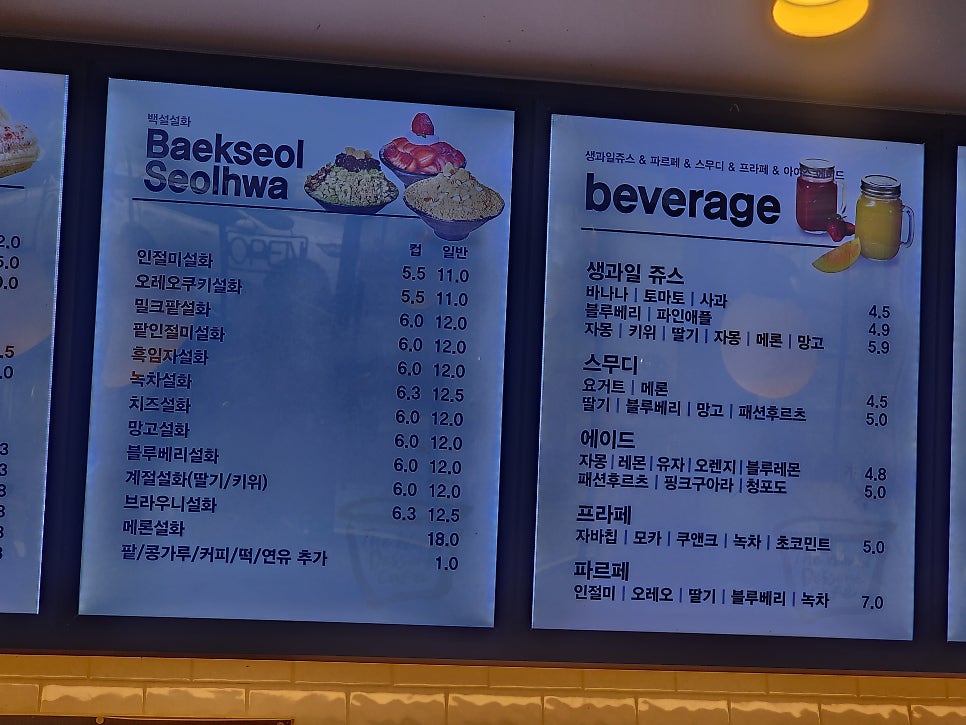 백설설화
Baekseol
Seolhwa
컵 일반
인절미설화 5.5 11.0
오레오쿠키설화 5.5 11.0
밀크팥설화 6.0 12.0
팥인절미설화 6.0 12.0
흑임자설화 6.0 12.0
녹차설화 6.3 12.5
치즈설화 6.0 12.0
망고설화 6.0 12.0
블루베리설화 6.0 12.0
계절설화(딸기/키위) 6.0 12.0
브라우니설화 6.3 12.5
메론설화 18.0
팥/콩가루/커피/떡/연유 추가 1.0
생과일쥬스 & 파르페 & 스무디 & 프라페 &
beverage
생과일 쥬스
바나나 | 토마토 | 사과 4.5
블루베리 | 파인애플 4.9
자몽 | 키위 | 딸기 | 자몽 | 메론 | 망고 5.9
스무디
요거트 | 메론 4.5
딸기 | 블루베리 | 망고 | 패션후르츠 5.0
에이드
자몽|레몬|유자|오렌지|블루레몬 4.8
패션후르츠 | 핑크구아라 | 청포도 5.0
프라페
자바칩 | 모카 | 쿠앤크 | 녹차 | 초코민트 5.0
파르페
인절미 | 오레오 | 딸기 | 블루베리 | 녹차 7.0